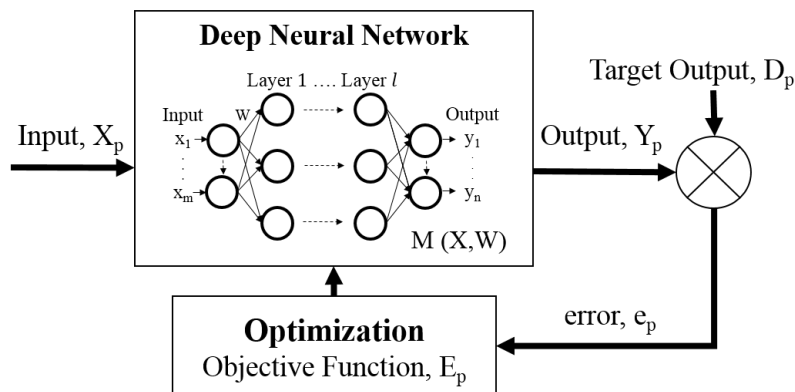 Deep Neural Network
Layer 1 .... Layer l
Target Output, Dp
Input
W
Output
Input, Xp
x1
y1
Output, Yp
xm
yn
M (X,W)
error, ep
Optimization
Objective Function, Ep